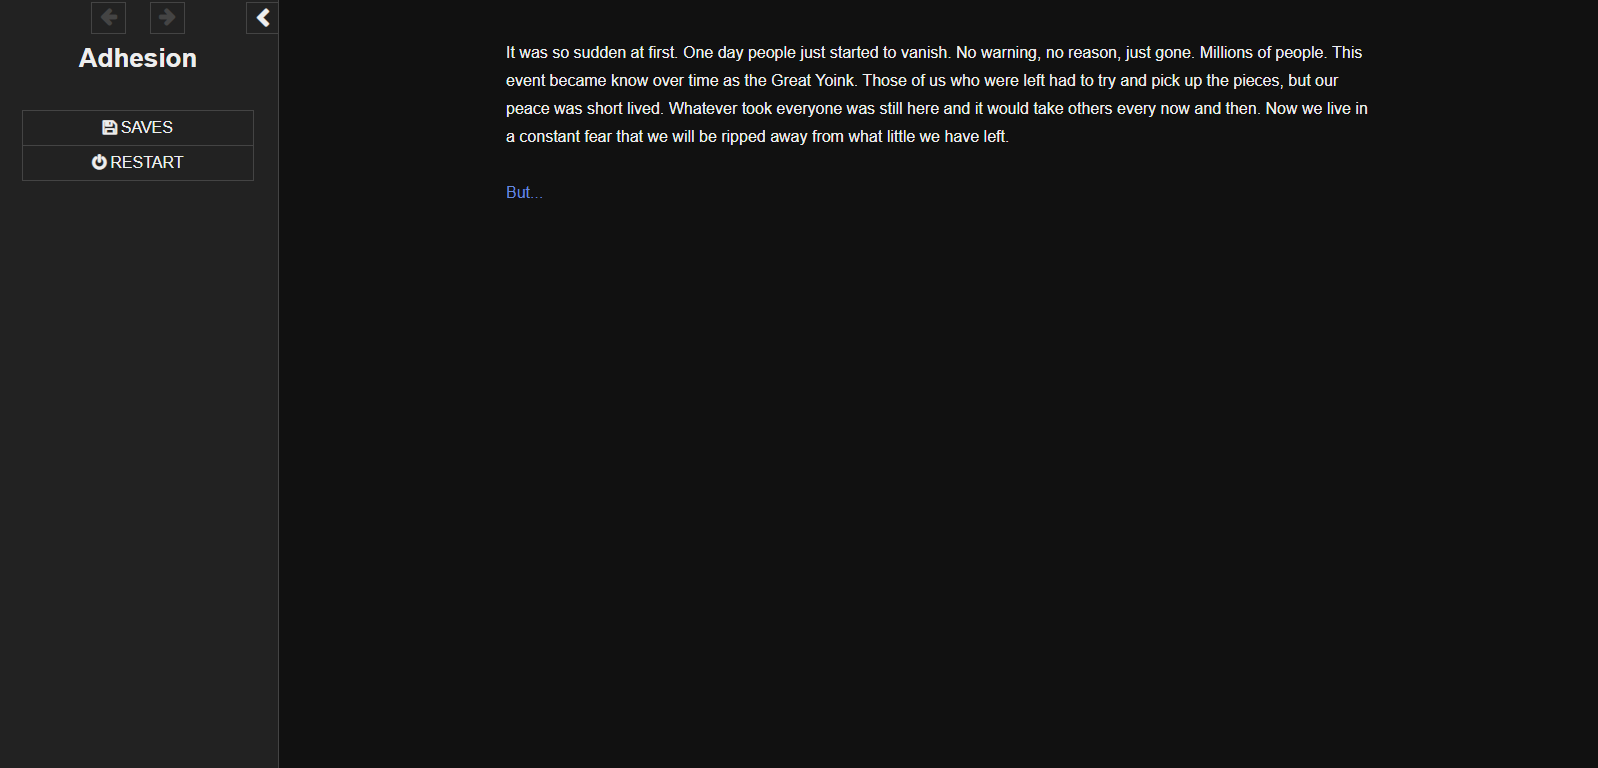 Adhesion
SAVES
RESTART
It was so sudden at first. One day people just started to vanish. No warning, no reason, just gone. Millions of people. This
event became know over time as the Great Yoink. Those of us who were left had to try and pick up the pieces, but our
peace was short lived. Whatever took everyone was still here and it would take others every now and then. Now we live in
a constant fear that we will be ripped away from what little we have left.
But...